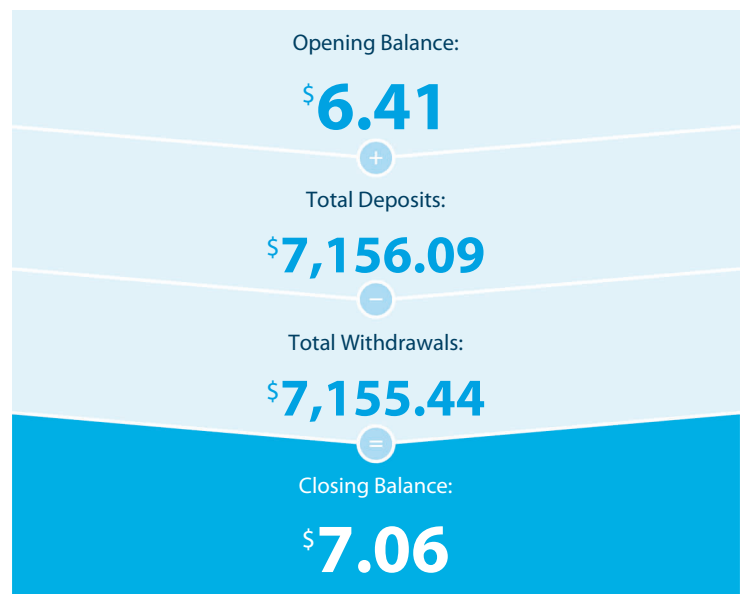 Opening Balance:
$6.41
+
Total Deposits:
$7,156.09
−
Total Withdrawals:
$7,155.44
=
Closing Balance:
$7.06